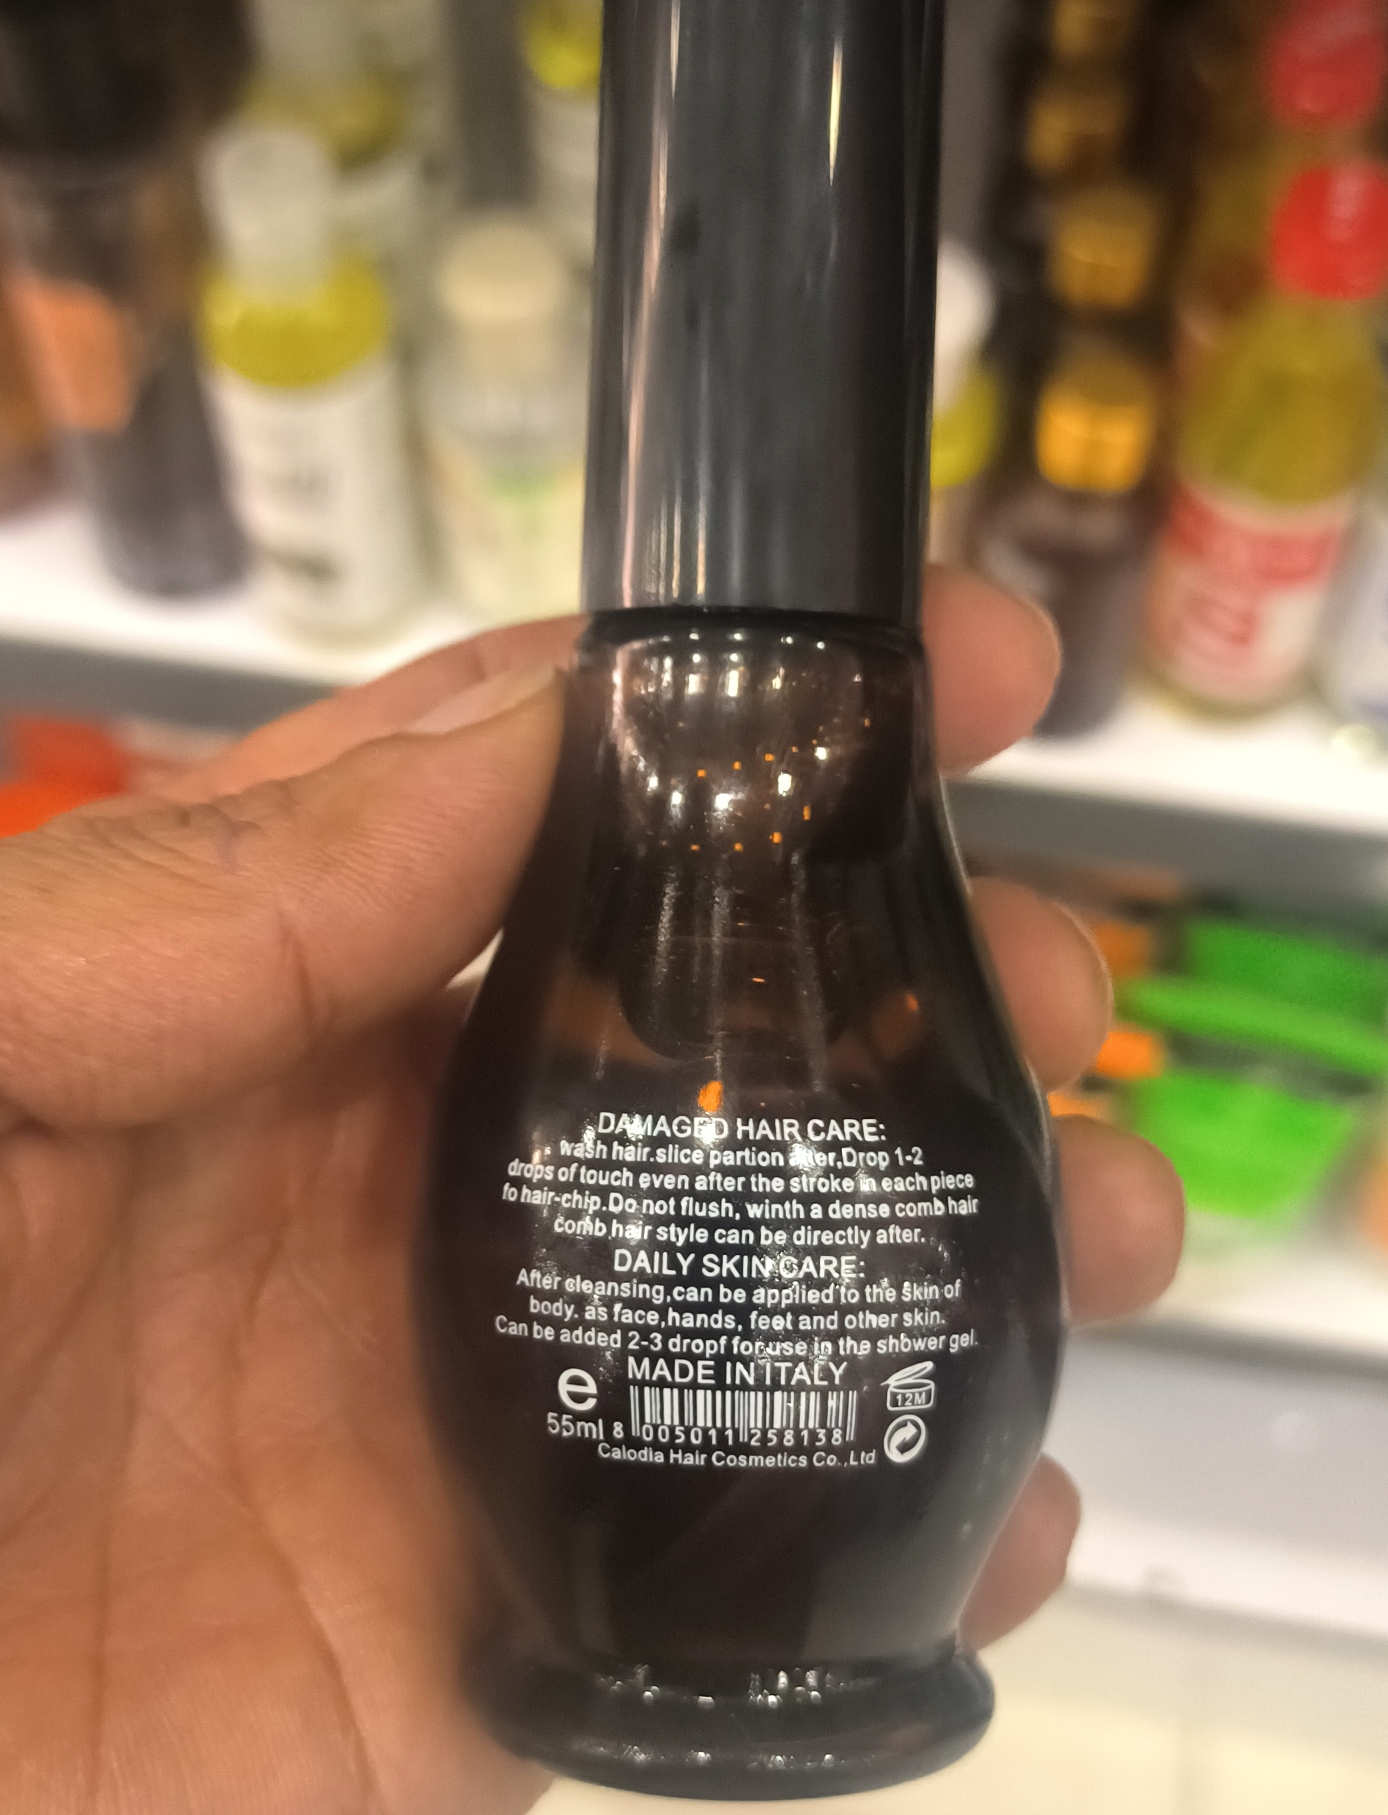 DAMAGED HAIR CARE:
wash hair.slice partion after,Drop 1-2
drops of touch even after the stroke in each piece
fo hair-chip.Do not flush, winth a dense comb hair
comb hair style can be directly after.
DAILY SKIN CARE:
After cleansing,can be applied to the skin of
body. as face,hands, feet and other skin.
Can be added 2-3 dropf for use in the shower gel.
MADE IN ITALY
e
12M
55ml 8 005011 258138
Calodia Hair Cosmetics Co.,Ltd